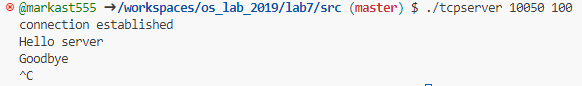 @markast555 →/workspaces/os_lab_2019/lab7/src (master) $ ./tcpserver 10050 100
connection established
Hello server
Goodbye
^C